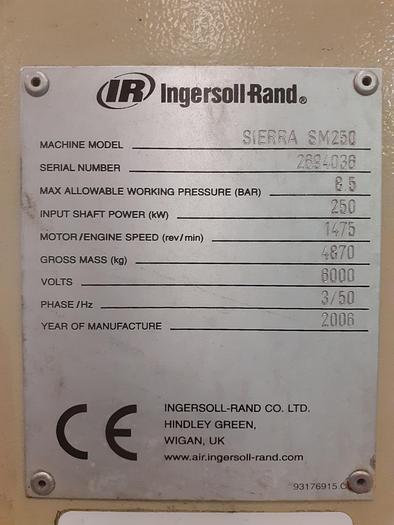 IR Ingersoll-Rand®
MACHINE MODEL SIERRA SM250
SERIAL NUMBER 2694036
MAX ALLOWABLE WORKING PRESSURE (BAR) 8.5
INPUT SHAFT POWER (kW) 250
MOTOR/ENGINE SPEED (rev/min) 1475
GROSS MASS (kg) 4870
VOLTS 6000
PHASE/Hz 3/50
YEAR OF MANUFACTURE 2006
CE
INGERSOLL-RAND CO. LTD.
HINDLEY GREEN,
WIGAN, UK
www.air.ingersoll-rand.com